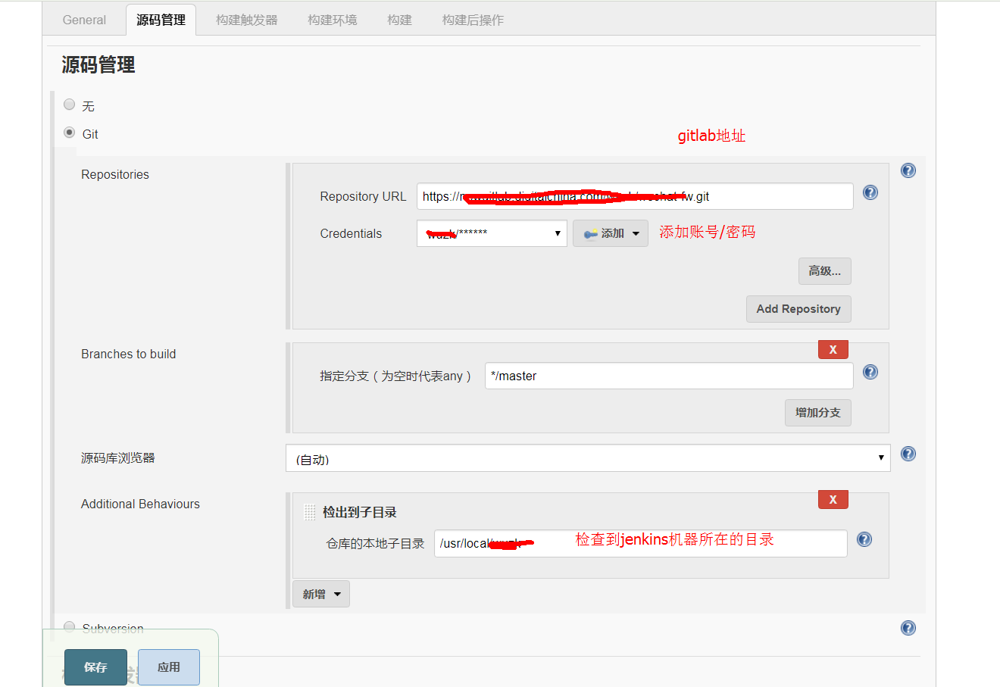 General 源码管理 构建触发器 构建环境 构建 构建后操作
源码管理
无
Git
gitlab地址
Repositories
Repository URL https:// fw.git
Credentials /****** 添加 添加账号/密码
高级...
Add Repository
Branches to build
X
指定分支（为空时代表any） */master
增加分支
源码库浏览器 (自动)
Additional Behaviours
X
检出到子目录
仓库的本地子目录 /usr/local/ 检查到jenkins机器所在的目录
新增
Subversion
保存 应用